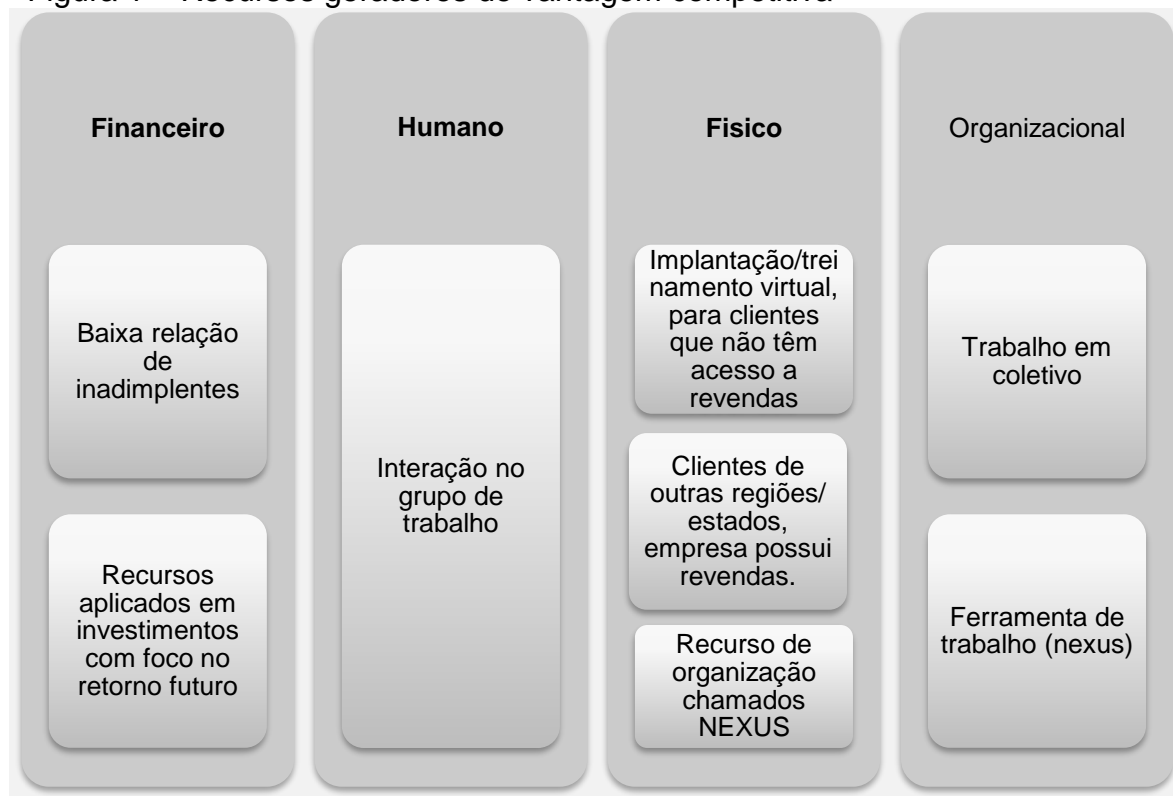 Financeiro
Baixa relação
de
inadimplentes
Recursos
aplicados em
investimentos
com foco no
retorno futuro
Humano
Interação no
grupo de
trabalho
Fisico
Implantação/trei
namento virtual,
para clientes
que não têm
acesso a
revendas
Clientes de
outras regiões/
estados,
empresa possui
revendas.
Recurso de
organização
chamados
NEXUS
Organizacional
Trabalho em
coletivo
Ferramenta de
trabalho (nexus)